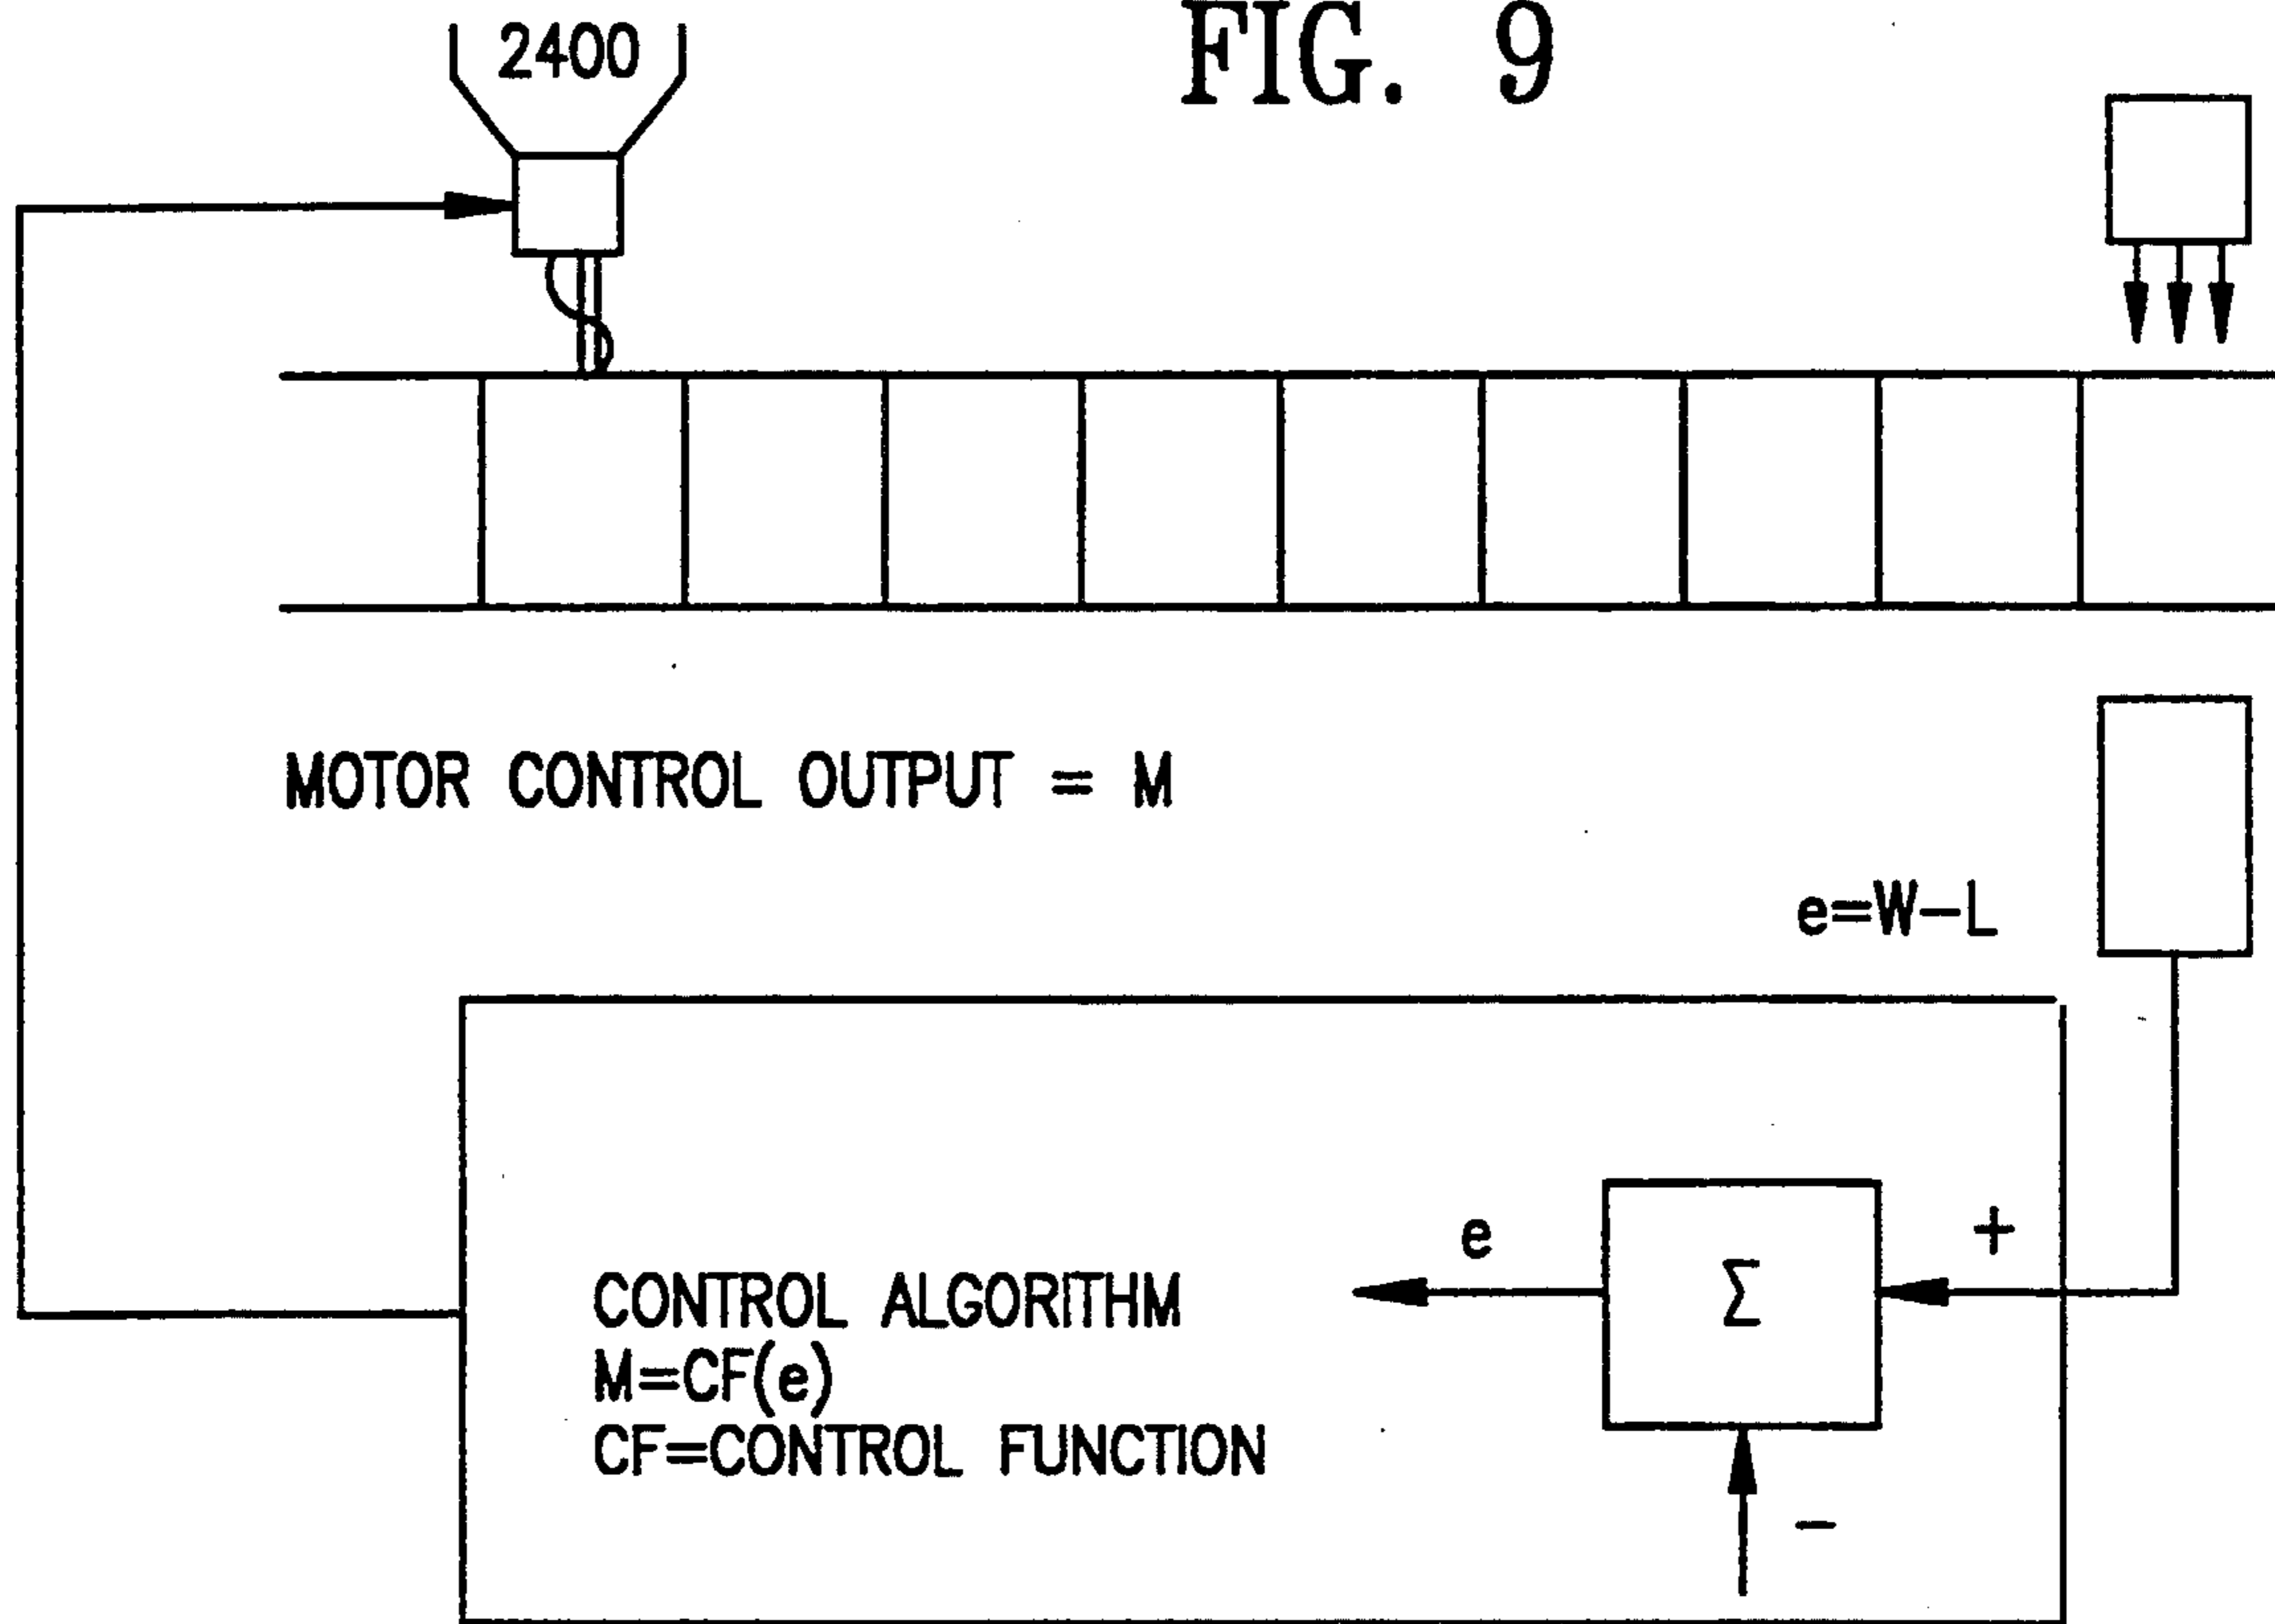 FIG. 9
2400
MOTOR CONTROL OUTPUT = M
e=W-L
e
Σ
+
CONTROL ALGORITHM
M=CF(e)
CF=CONTROL FUNCTION
-